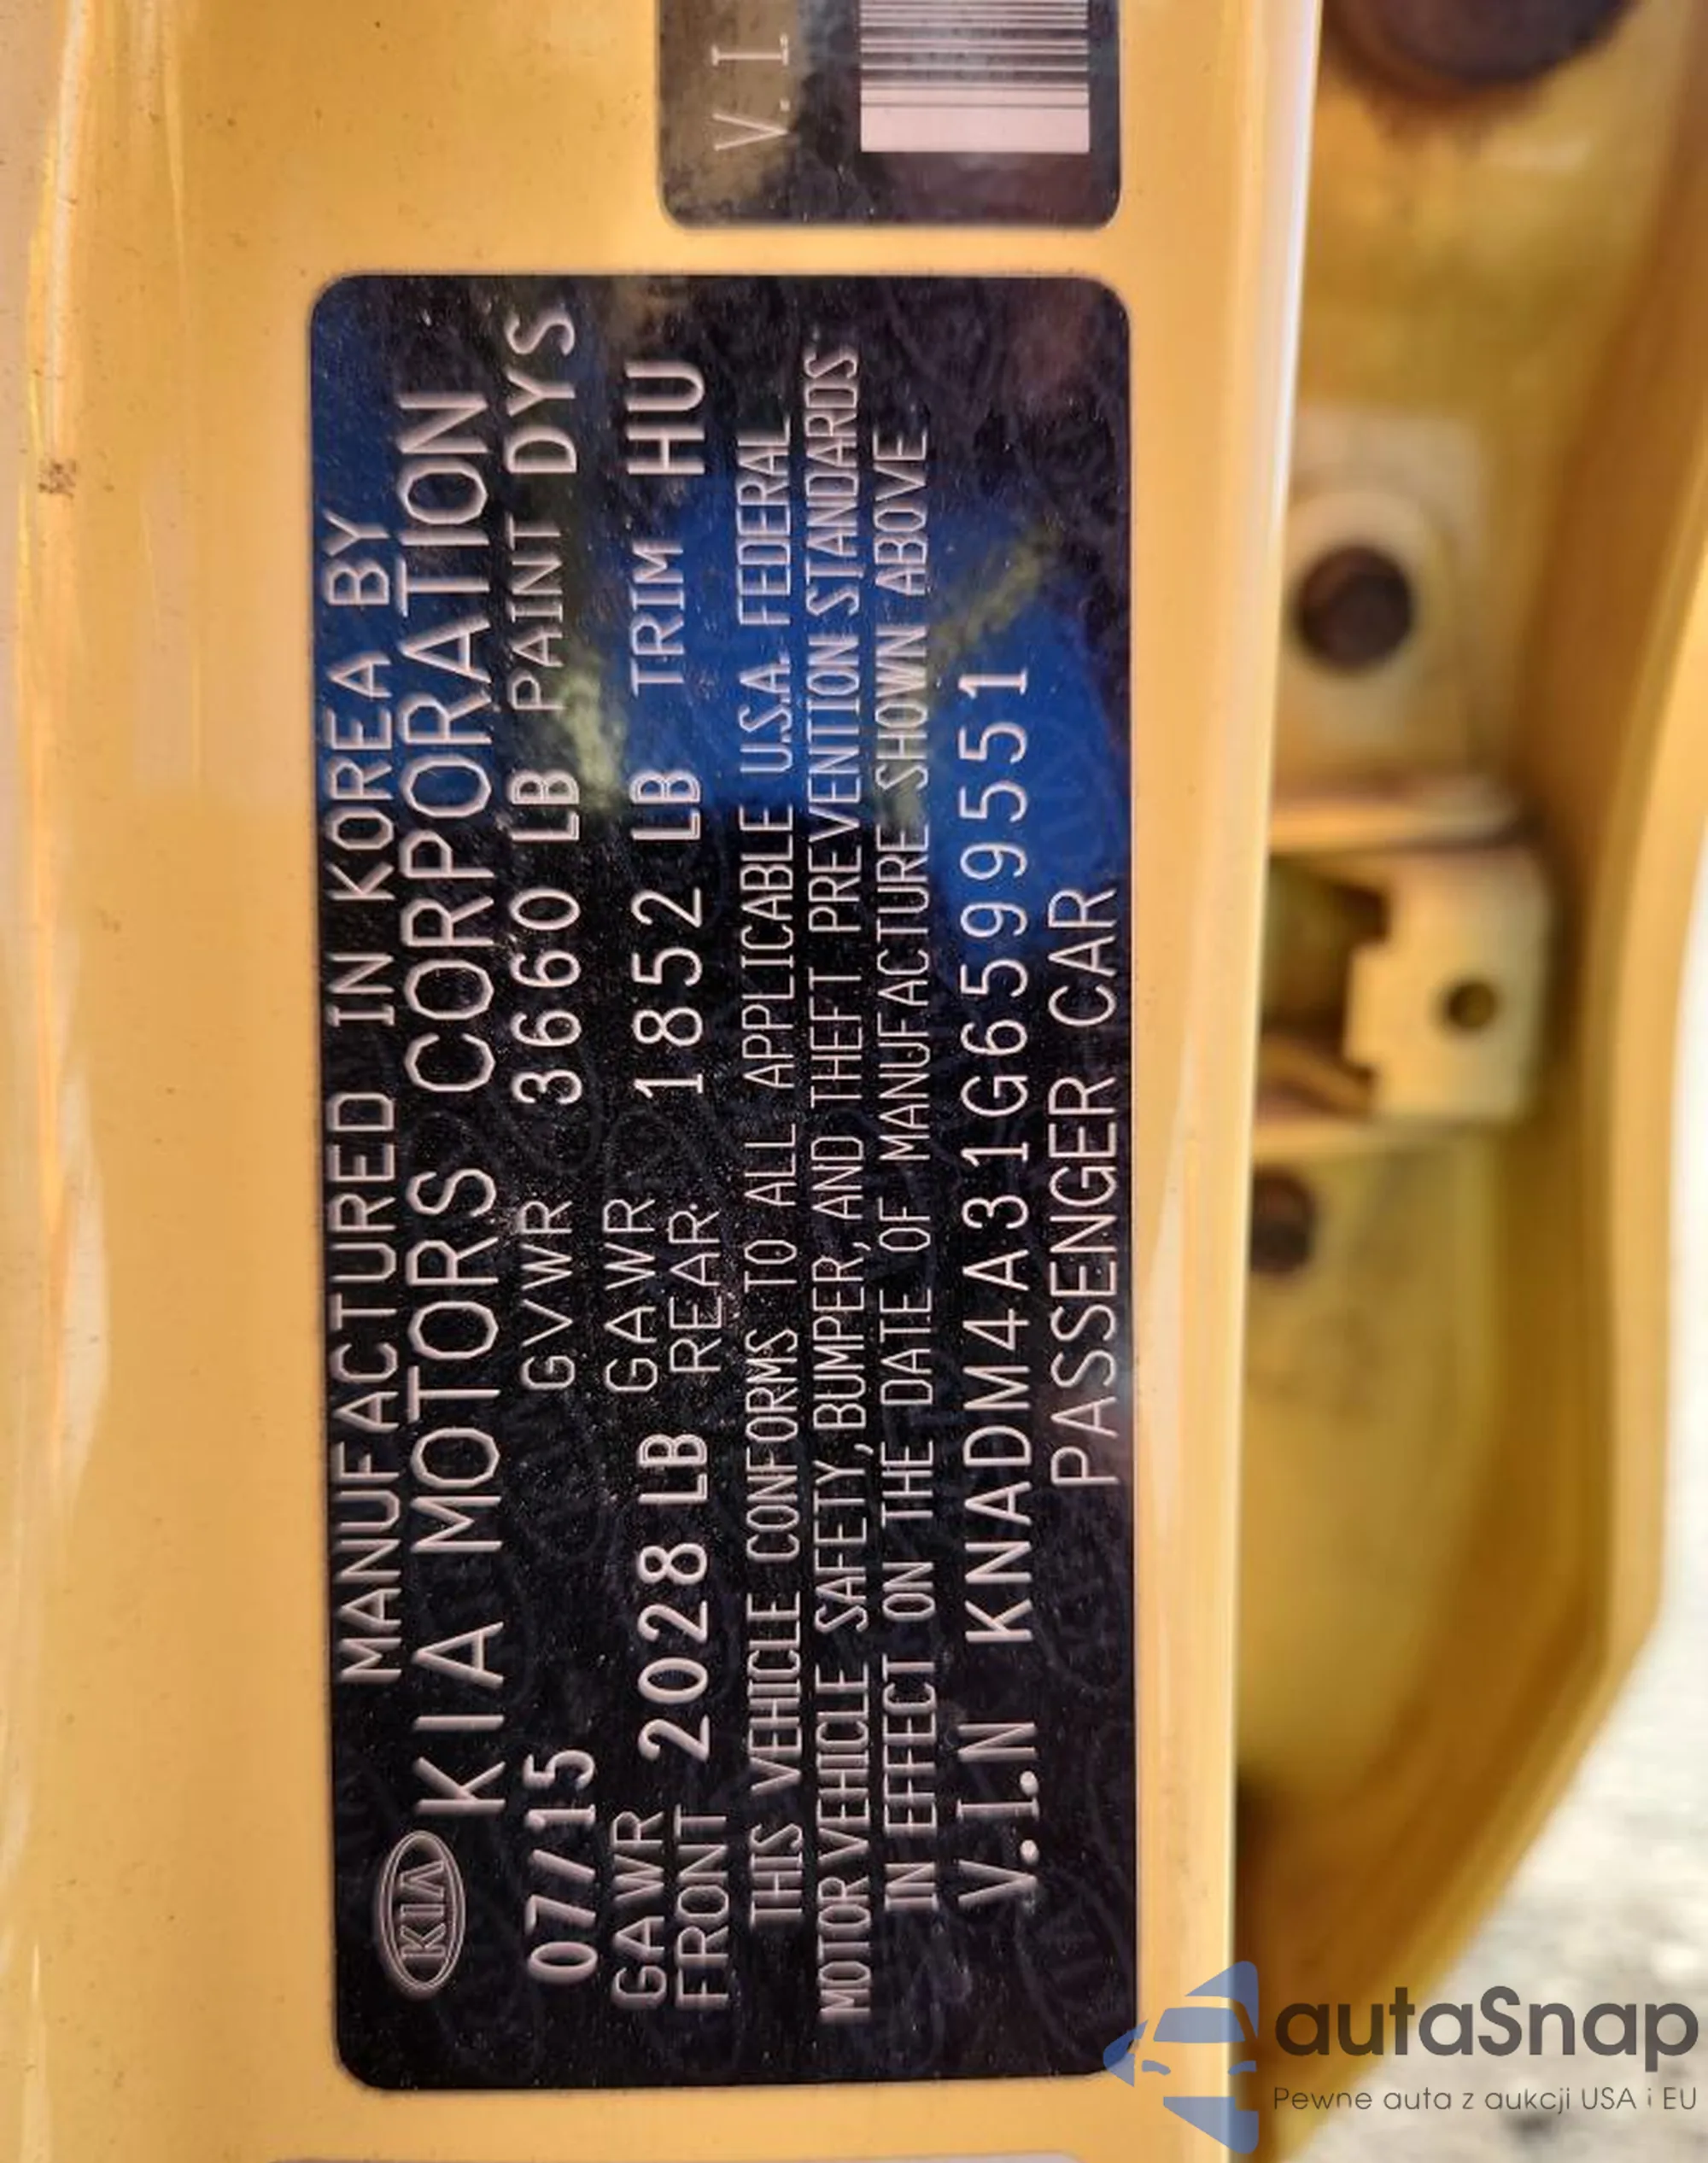 V. I.
MANUFACTURED IN KOREA BY
KIA KIA MOTORS CORPORATION
07/15 GVWR 3660 LB PAINT DYS
GAWR FRONT 2028 LB GAWR REAR 1852 LB TRIM HU
THIS VEHICLE CONFORMS TO ALL APPLICABLE U.S.A. FEDERAL
MOTOR VEHICLE SAFETY, BUMPER, AND THEFT PREVENTION STANDARDS
IN EFFECT ON THE DATE OF MANUFACTURE SHOWN ABOVE
V.I.N KNADM4A31G6599551
PASSENGER CAR
autaSnap
Pewne auta z aukcji USA i EU